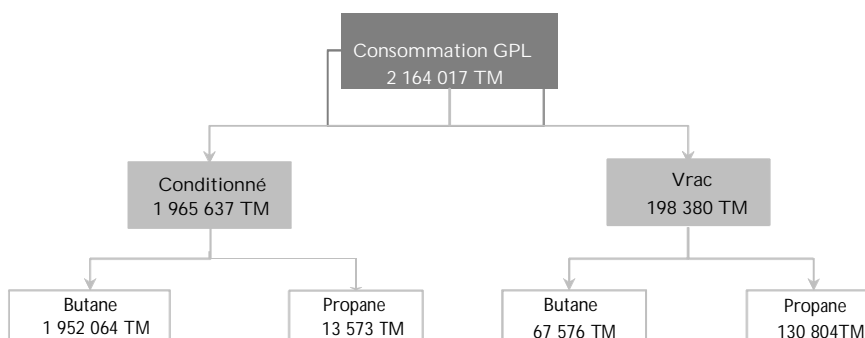 Consommation GPL
2 164 017 TM
Conditionné
1 965 637 TM
Vrac
198 380 TM
Butane
1 952 064 TM
Propane
13 573 TM
Butane
67 576 TM
Propane
130 804TM